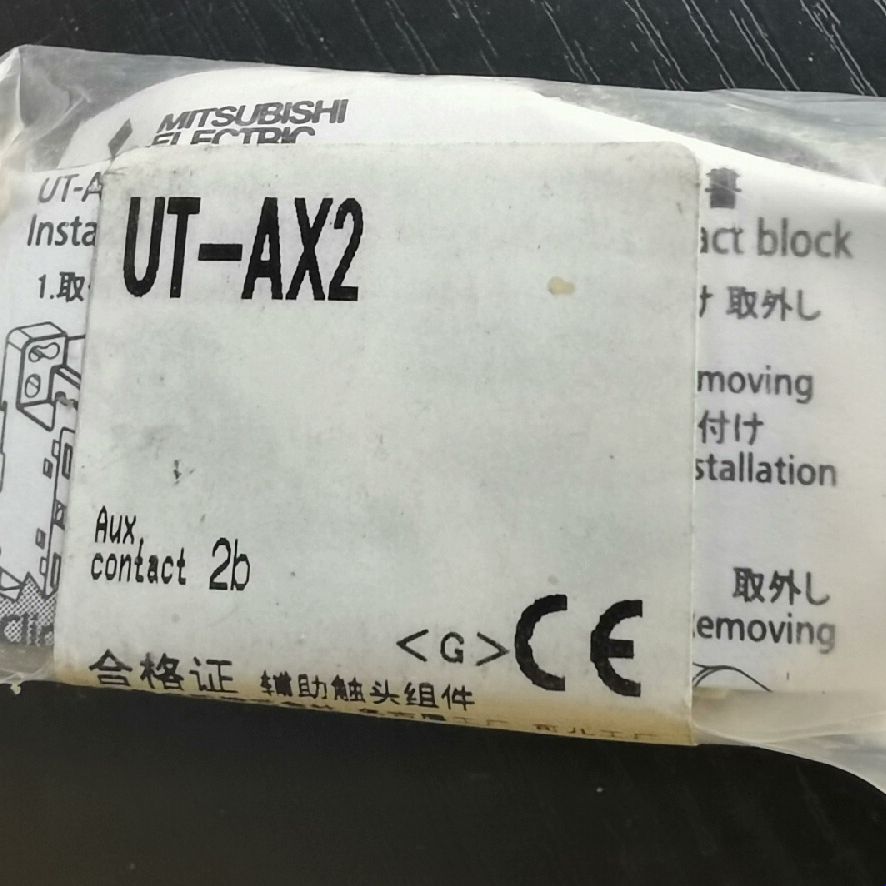 MITSUBISHI
ELECTRIC
UT-A
書
Insta
act block
UT-AX2
1.取
け 取外し
moving
付け
stallation
Aux.
contact 2b
取外し
emoving
Clip
<G> CE
合格证 辅助触头组件